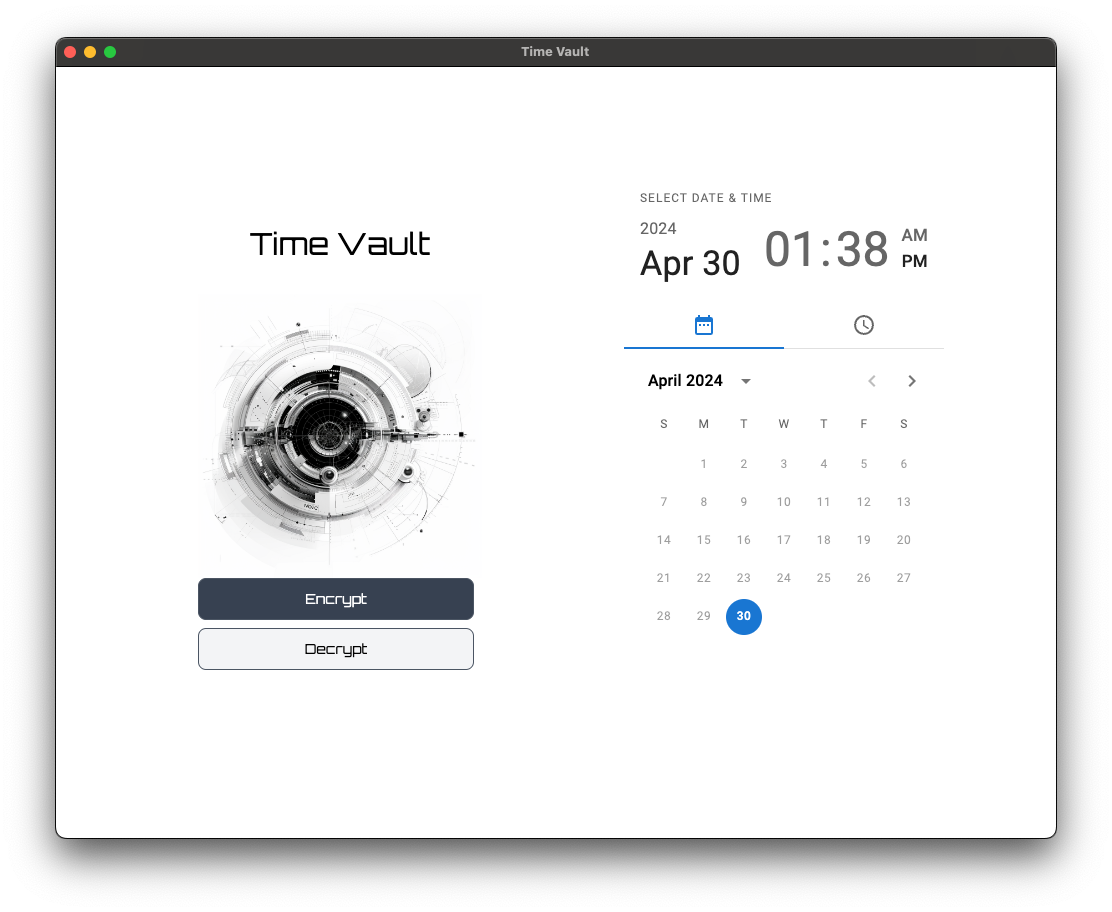 Time Vault
Time Vault
Encrypt
Decrypt
SELECT DATE & TIME
2024
Apr 30
01:38
AM
PM
April 2024
S M T W T F S
1 2 3 4 5 6
7 8 9 10 11 12 13
14 15 16 17 18 19 20
21 22 23 24 25 26 27
28 29 30